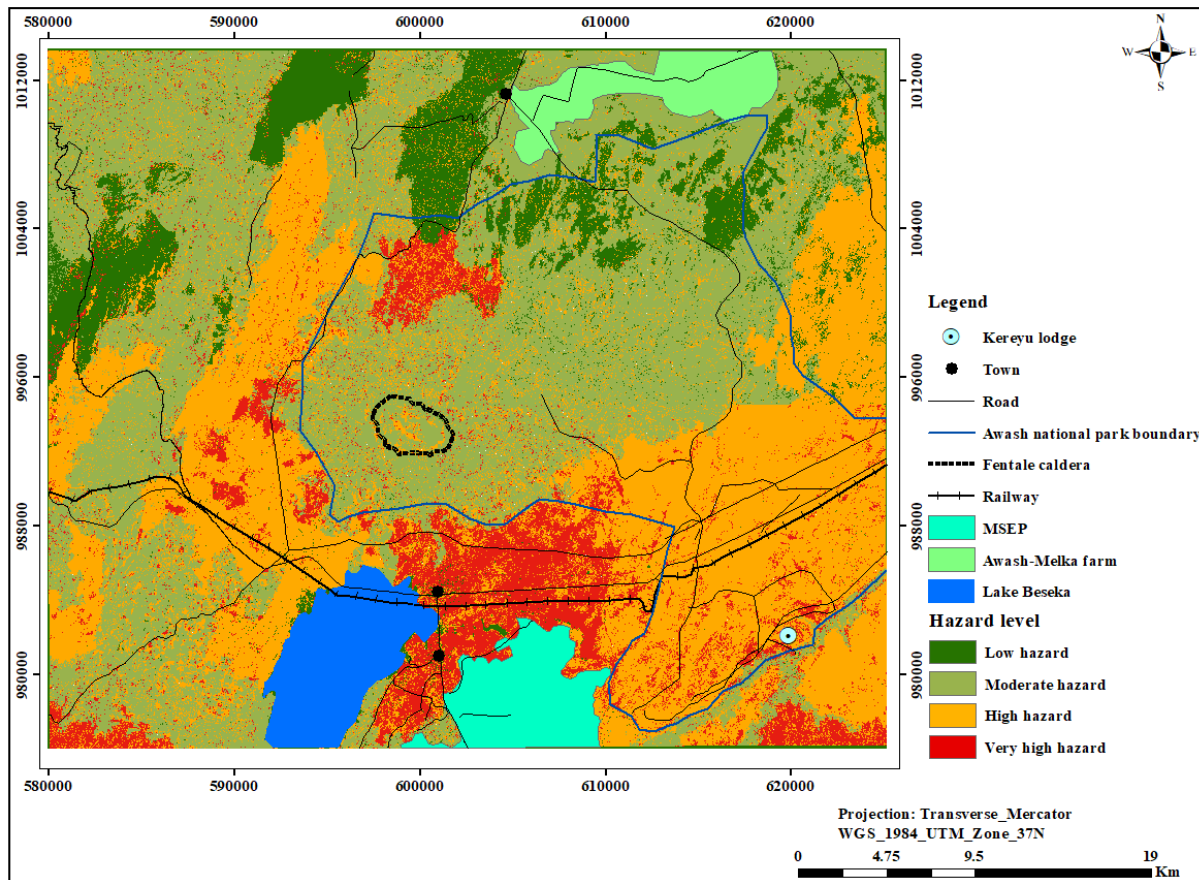 580000 590000 600000 610000 620000
N
W E
S
1012000 1012000
1004000 1004000
996000 996000
988000 988000
980000 980000
580000 590000 600000 610000 620000
Legend
Kereyu lodge
Town
Road
Awash national park boundary
Fentale caldera
Railway
MSEP
Awash-Melka farm
Lake Beseka
Hazard level
Low hazard
Moderate hazard
High hazard
Very high hazard
Projection: Transverse_Mercator
WGS_1984_UTM_Zone_37N
0 4.75 9.5 19
Km